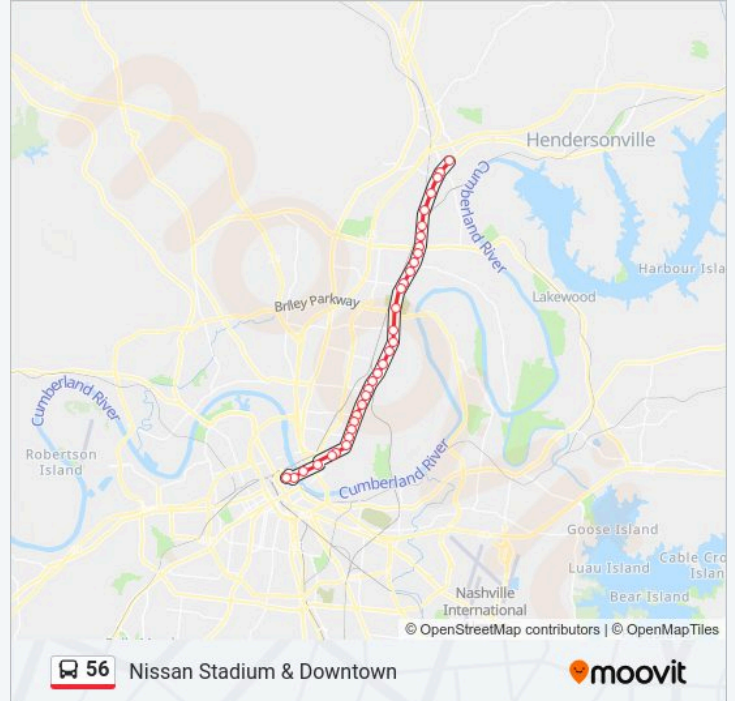 Hendersonville
Cumberland River
Harbour Isla
Lakewood
Briley Parkway
Cumberland River
Robertson
Island
Cumberland River
Goose Island
Cable Cro
Islan
Luau Island
Bear Island
Nashville
International
© OpenStreetMap contributors | © OpenMapTiles
56 Nissan Stadium & Downtown
moovit